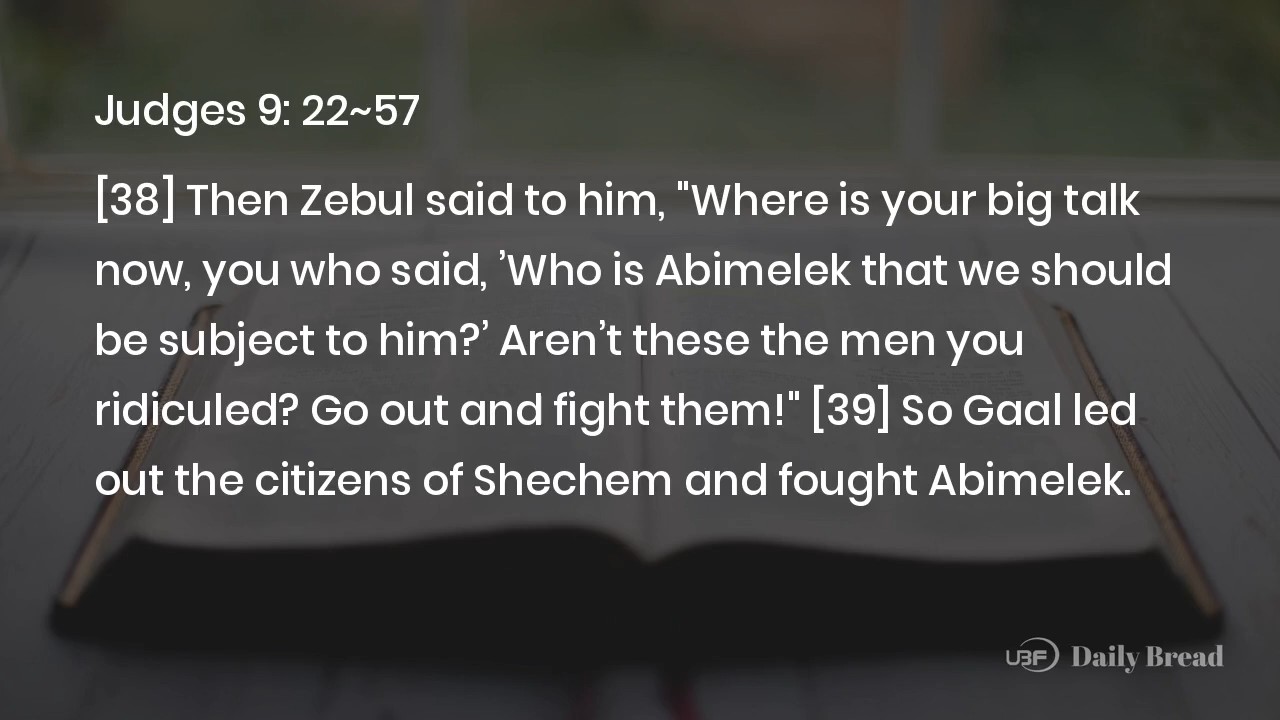 Judges 9: 22~57
[38] Then Zebul said to him, "Where is your big talk
now, you who said, ’Who is Abimelek that we should
be subject to him?’ Aren’t these the men you
ridiculed? Go out and fight them!" [39] So Gaal led
out the citizens of Shechem and fought Abimelek.
UBF Daily Bread